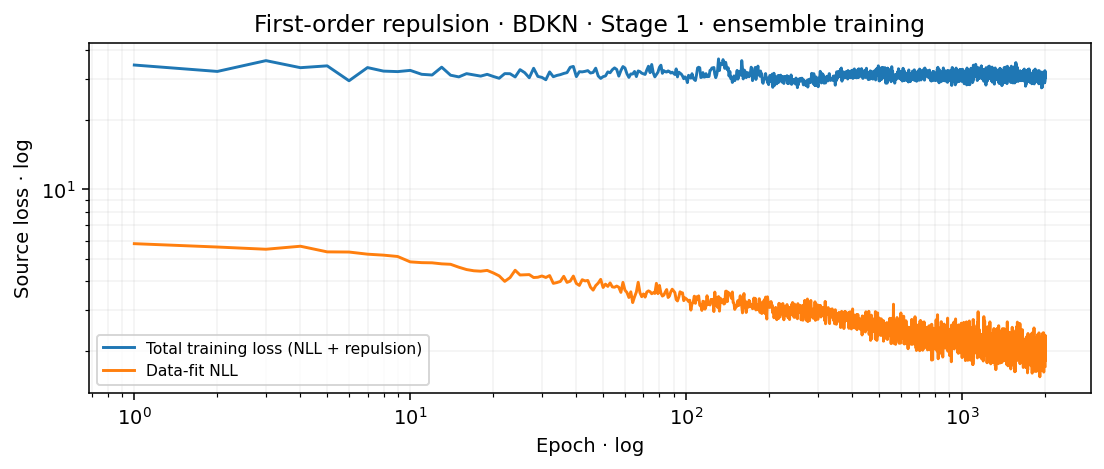 First-order repulsion · BDKN · Stage 1 · ensemble training
Source loss · log
10¹
Total training loss (NLL + repulsion)
Data-fit NLL
10⁰ 10¹ 10² 10³
Epoch · log